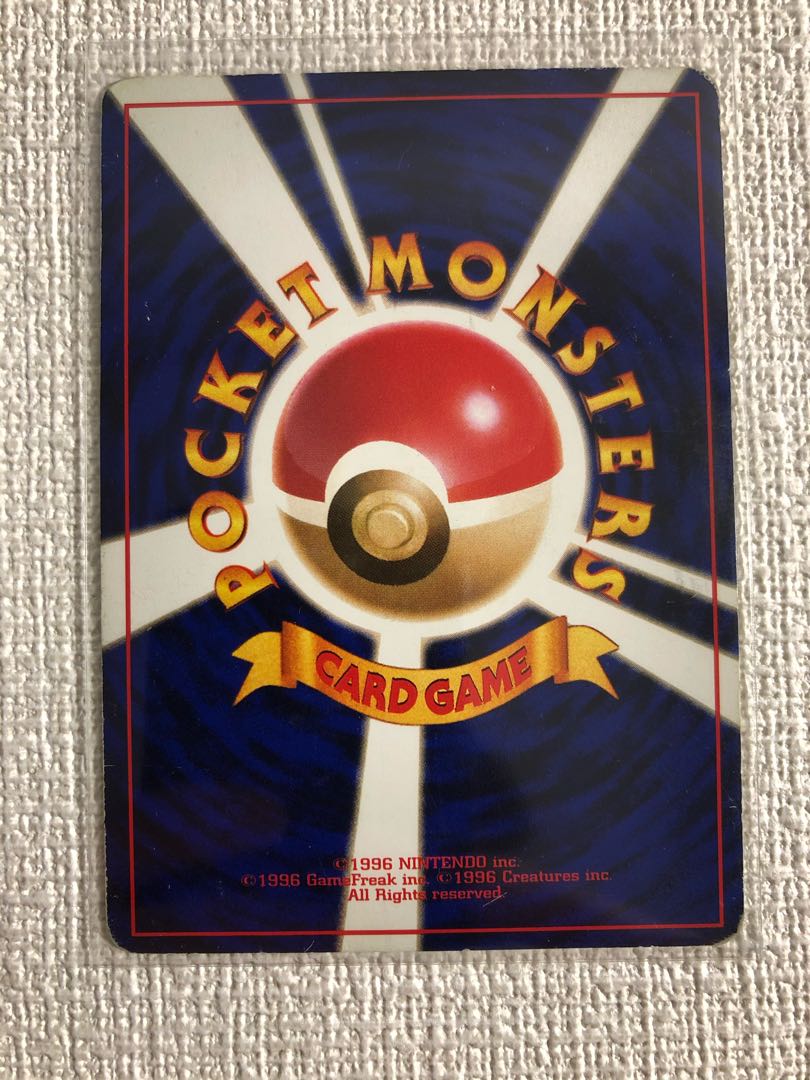 POCKET MONSTERS
CARD GAME
©1996 NINTENDO inc.
©1996 GameFreak inc. ©1996 Creatures inc.
All Rights reserved.